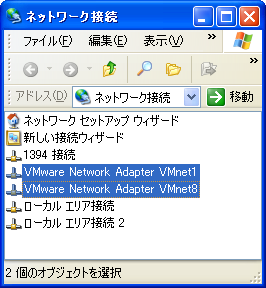 ネットワーク接続
ファイル(F) 編集(E) 表示(V) »
»
アドレス(D) ネットワーク接続 移動
ネットワーク セットアップ ウィザード
新しい接続ウィザード
1394 接続
VMware Network Adapter VMnet1
VMware Network Adapter VMnet8
ローカル エリア接続
ローカル エリア接続 2
2 個のオブジェクトを選択